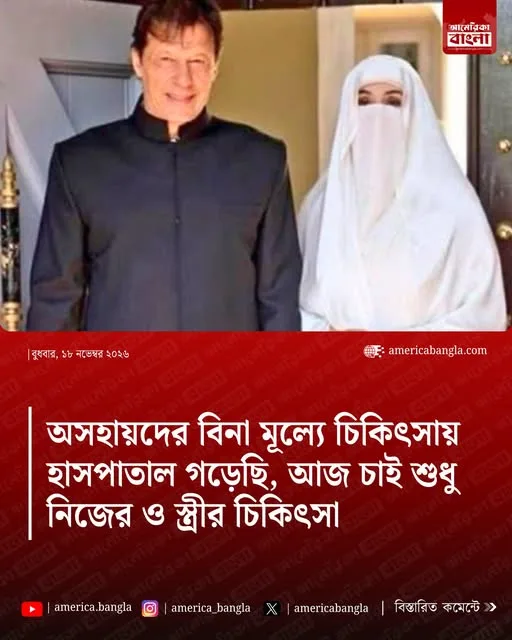 আমেরিকা
বাংলা
|বুধবার, ১৮ নভেম্বর ২০২৬
americabangla.com
অসহায়দের বিনা মূল্যে চিকিৎসায়
হাসপাতাল গড়েছি, আজ চাই শুধু
নিজের ও স্ত্রীর চিকিৎসা
| america.bangla | america_bangla | americabangla | বিস্তারিত কমেন্টে